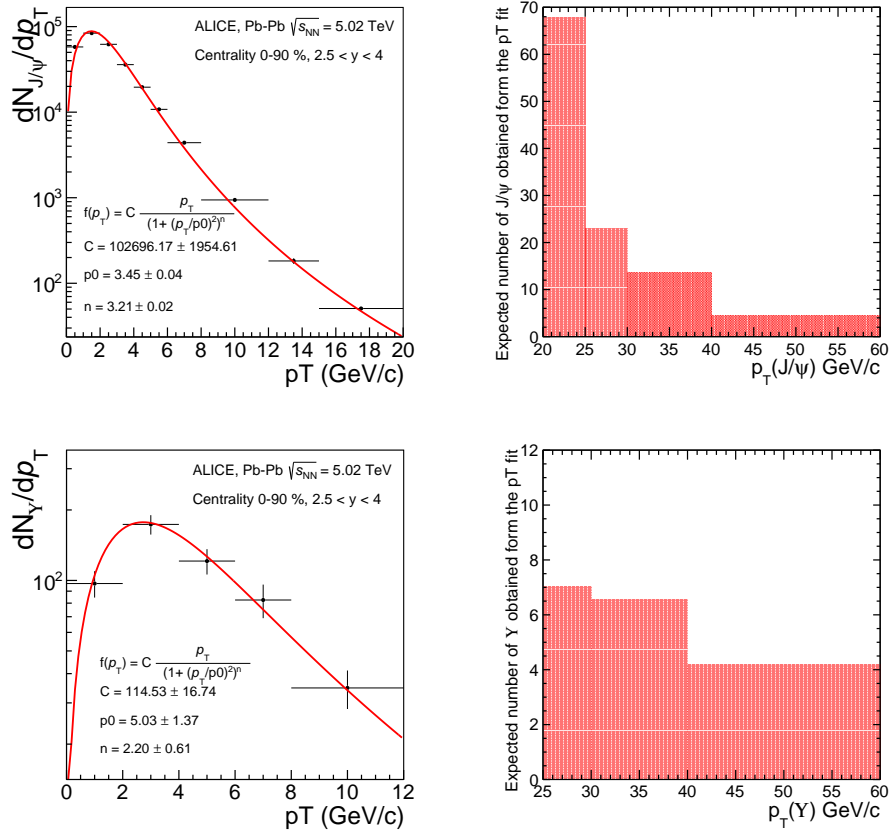 dN_J/ψ/dp_T
10^5
10^4
10^3
10^2
ALICE, Pb-Pb √s_NN = 5.02 TeV
Centrality 0-90 %, 2.5 < y < 4
f(p_T) = C p_T / (1+ (p_T/p0)^2)^n
C = 102696.17 ± 1954.61
p0 = 3.45 ± 0.04
n = 3.21 ± 0.02
0 2 4 6 8 10 12 14 16 18 20
pT (GeV/c)
Expected number of J/ψ obtained form the pT fit
70
60
50
40
30
20
10
0
20 25 30 35 40 45 50 55 60
p_T(J/ψ) GeV/c
dN_Υ/dp_T
10^2
ALICE, Pb-Pb √s_NN = 5.02 TeV
Centrality 0-90 %, 2.5 < y < 4
f(p_T) = C p_T / (1+ (p_T/p0)^2)^n
C = 114.53 ± 16.74
p0 = 5.03 ± 1.37
n = 2.20 ± 0.61
0 2 4 6 8 10 12
pT (GeV/c)
Expected number of Υ obtained form the pT fit
12
10
8
6
4
2
0
25 30 35 40 45 50 55 60
p_T(Υ) GeV/c